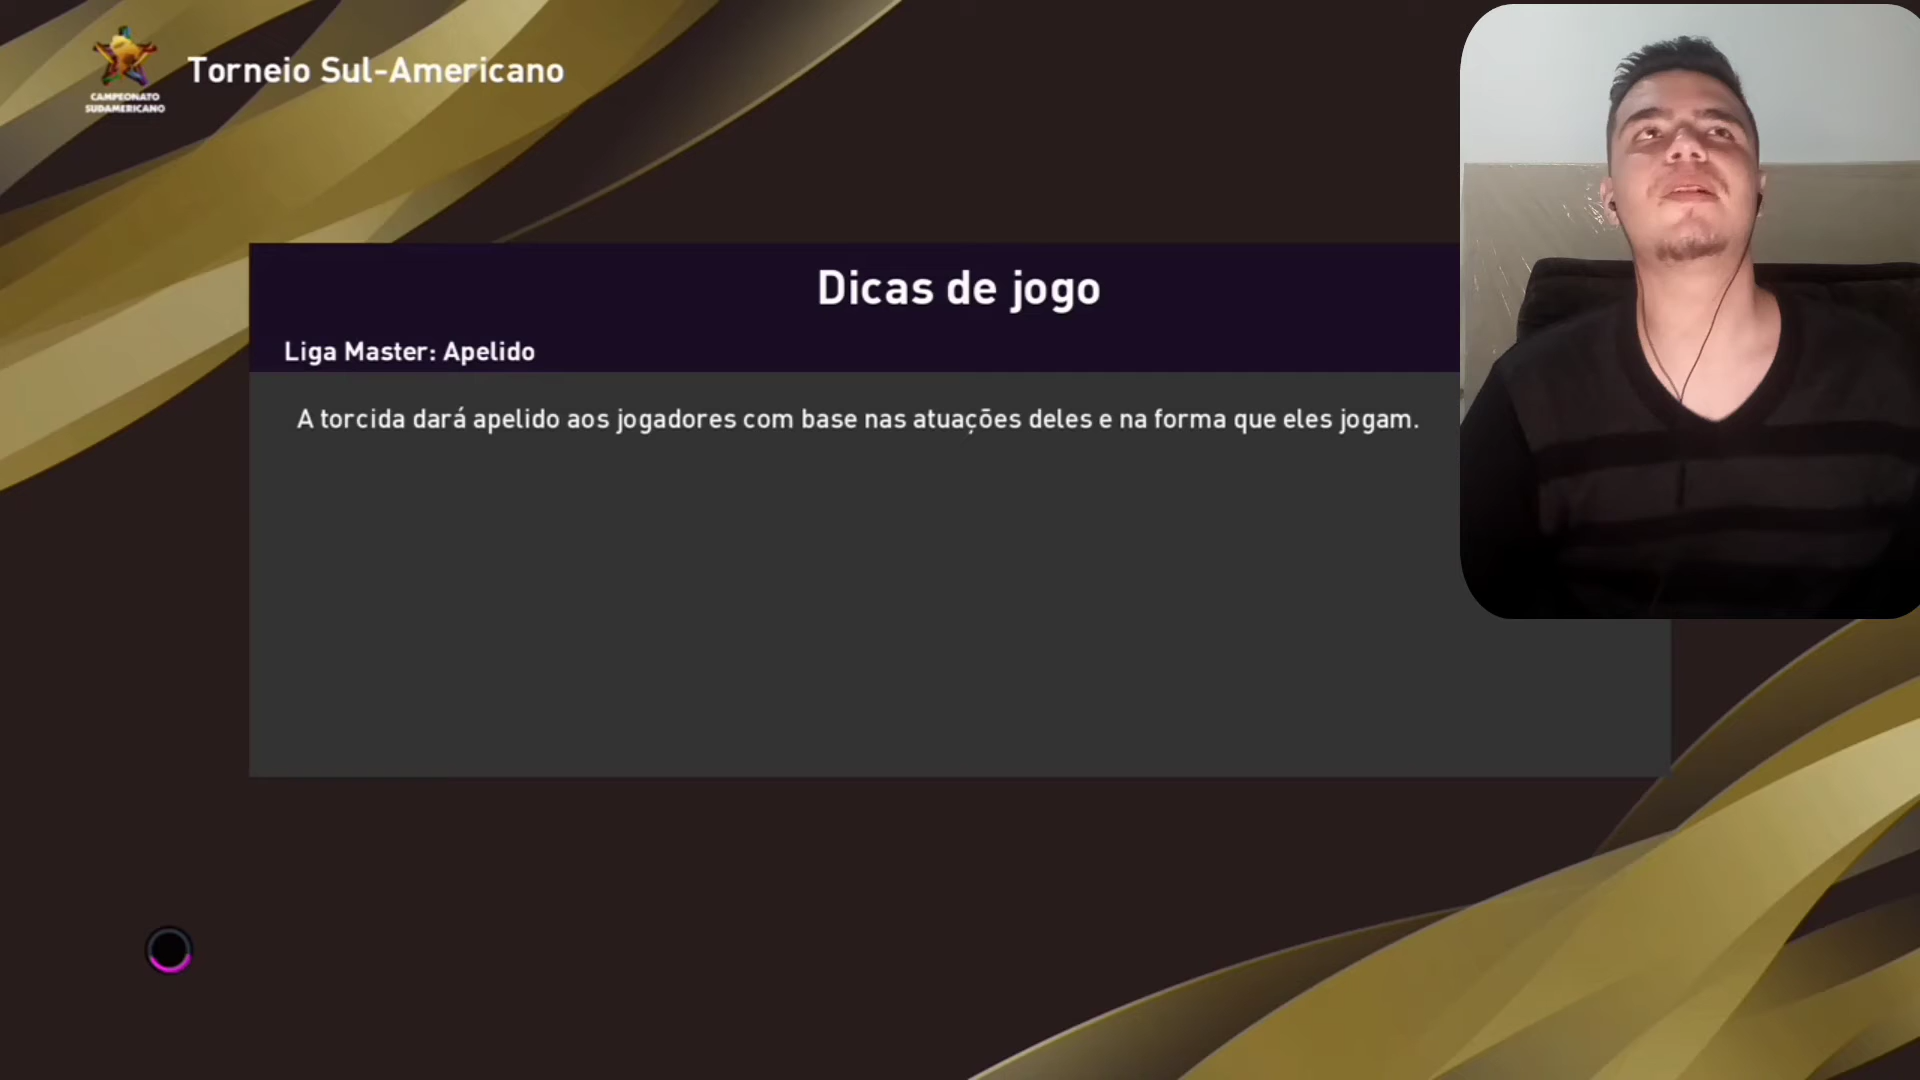 Torneio Sul-Americano
CAMPEONATO
SUDAMERICANO
Dicas de jogo
Liga Master: Apelido
A torcida dará apelido aos jogadores com base nas atuações deles e na forma que eles jogam.